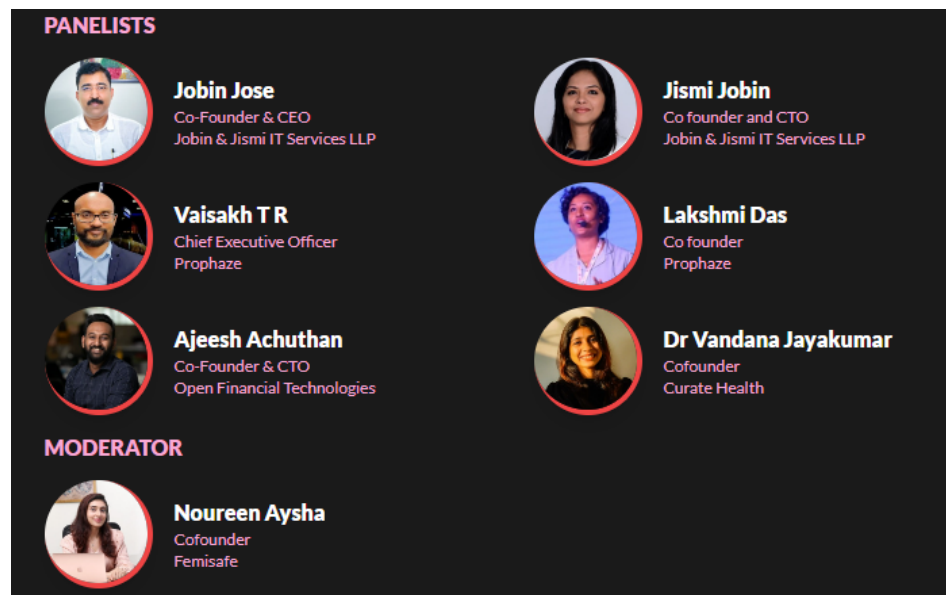 PANELISTS
Jobin Jose
Co-Founder & CEO
Jobin & Jismi IT Services LLP
Jismi Jobin
Co founder and CTO
Jobin & Jismi IT Services LLP
Vaisakh T R
Chief Executive Officer
Prophaze
Lakshmi Das
Co founder
Prophaze
Ajeesh Achuthan
Co-Founder & CTO
Open Financial Technologies
Dr Vandana Jayakumar
Cofounder
Curate Health
MODERATOR
Noureen Aysha
Cofounder
Femisafe